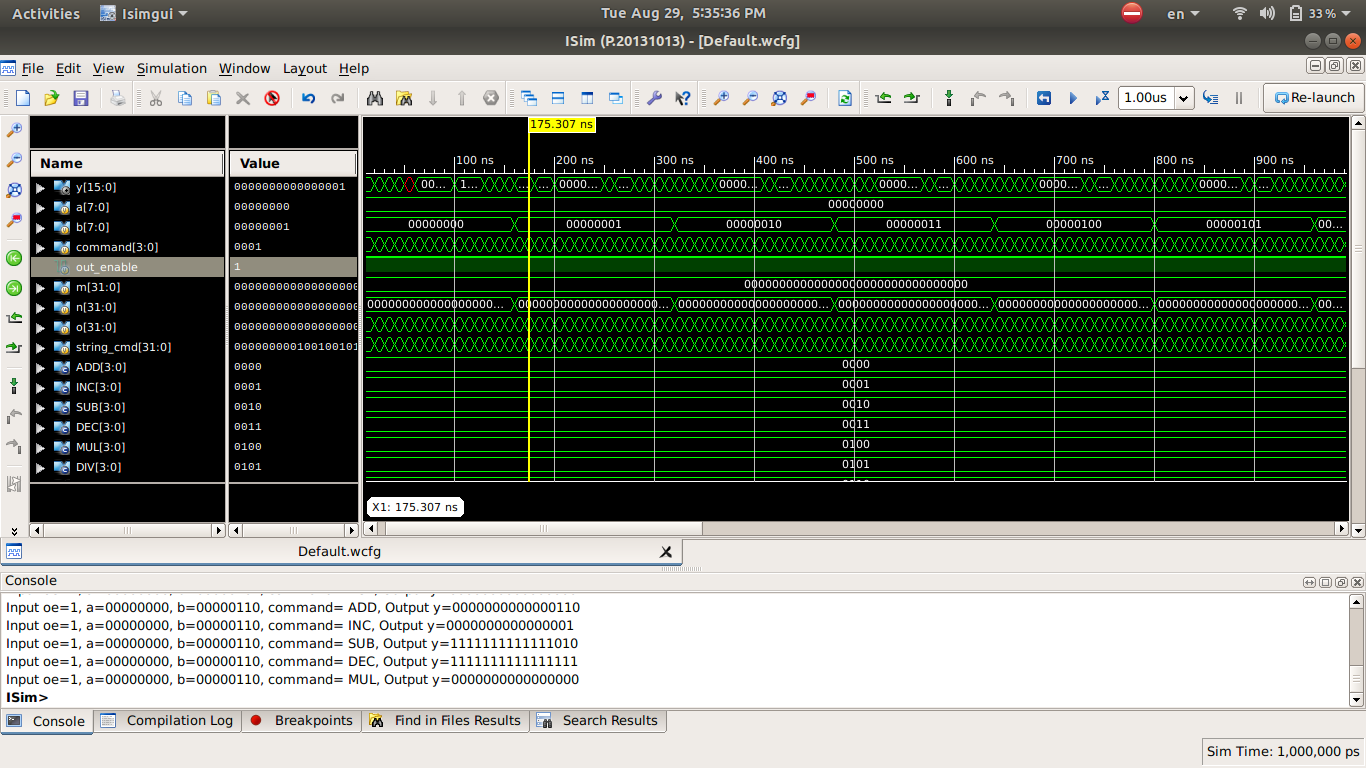 Activities Isimgui Tue Aug 29, 5:35:36 PM en 33 %
ISim (P.20131013) - [Default.wcfg]
File Edit View Simulation Window Layout Help
1.00us Re-launch
175.307 ns
Name Value
100 ns 200 ns 300 ns 400 ns 500 ns 600 ns 700 ns 800 ns 900 ns
y[15:0] 0000000000000001 00... 1... ... ... 0000... ... 0000... ... 0000... ... 0000... ... 0000... ...
a[7:0] 00000000 00000000
b[7:0] 00000001 00000000 00000001 00000010 00000011 00000100 00000101 00...
command[3:0] 0001
out_enable 1
m[31:0] 0000000000000000 00000000000000000000000000000000
n[31:0] 0000000000000000 0000000000000000000... 0000000000000000000... 0000000000000000000... 0000000000000000000... 0000000000000000000... 0000000000000000000... 00...
o[31:0] 0000000000000000
string_cmd[31:0] 000000000100100101
ADD[3:0] 0000 0000
INC[3:0] 0001 0001
SUB[3:0] 0010 0010
DEC[3:0] 0011 0011
MUL[3:0] 0100 0100
DIV[3:0] 0101 0101
X1: 175.307 ns
Default.wcfg
Console
Input oe=1, a=00000000, b=00000110, command= ADD, Output y=0000000000000110
Input oe=1, a=00000000, b=00000110, command= INC, Output y=0000000000000001
Input oe=1, a=00000000, b=00000110, command= SUB, Output y=1111111111111010
Input oe=1, a=00000000, b=00000110, command= DEC, Output y=1111111111111111
Input oe=1, a=00000000, b=00000110, command= MUL, Output y=0000000000000000
ISim>
Console Compilation Log Breakpoints Find in Files Results Search Results
Sim Time: 1,000,000 ps